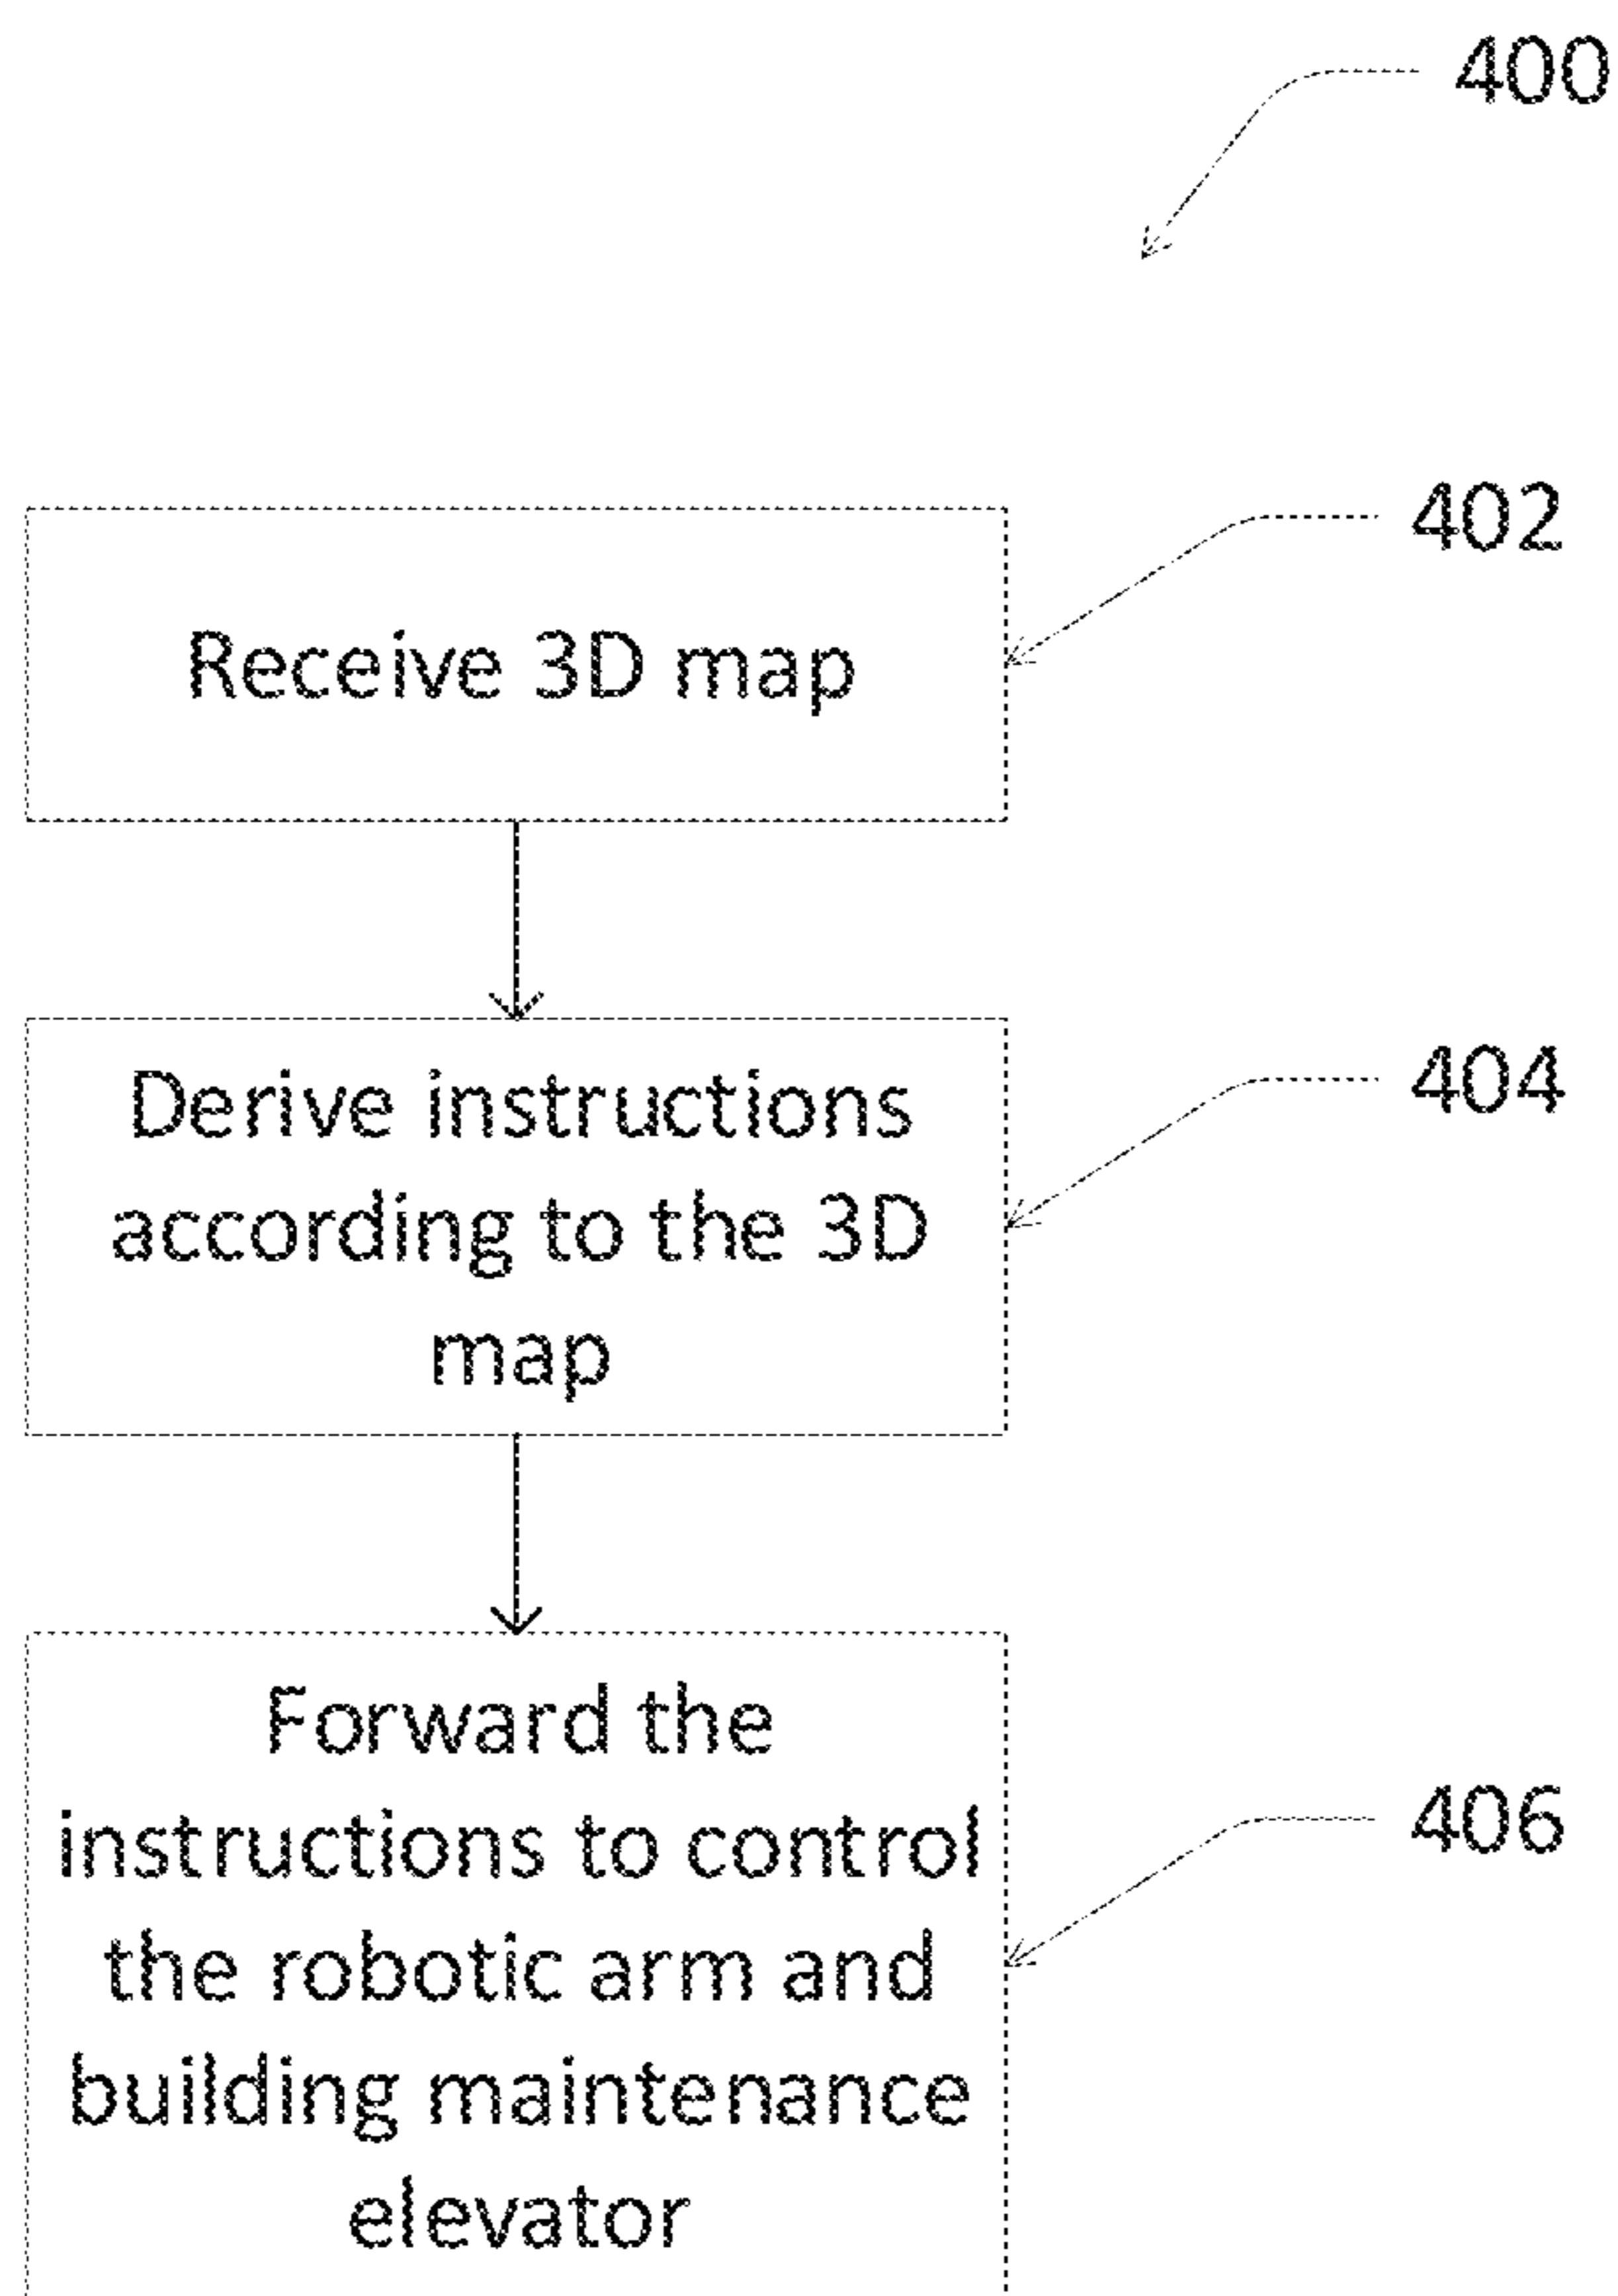 400
402
Receive 3D map
404
Derive instructions
according to the 3D
map
406
Forward the
instructions to control
the robotic arm and
building maintenance
elevator